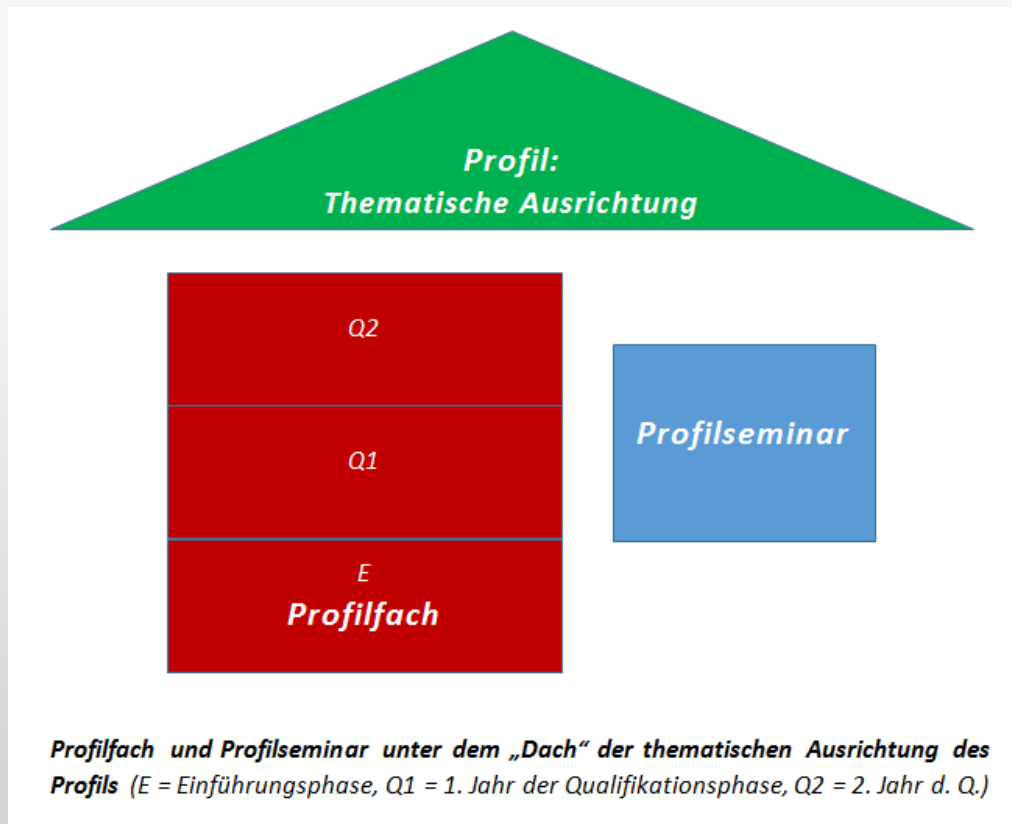 Profil:
Thematische Ausrichtung
Q2
Q1
Profilseminar
E
Profilfach
Profilfach und Profilseminar unter dem „Dach“ der thematischen Ausrichtung des
Profils (E = Einführungsphase, Q1 = 1. Jahr der Qualifikationsphase, Q2 = 2. Jahr d. Q.)